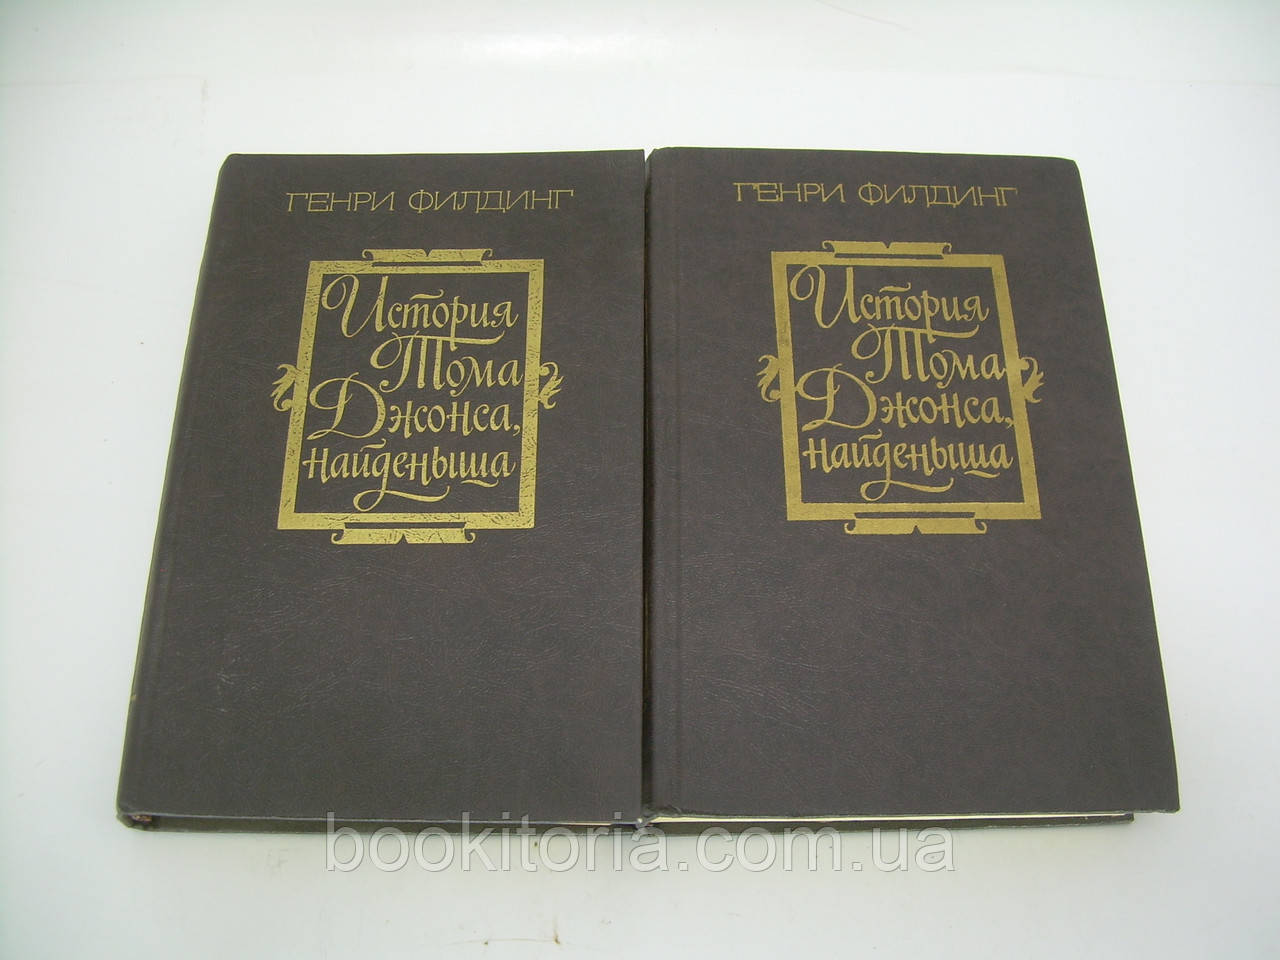 ГЕНРИ ФИЛДИНГ
История
Тома
Джонса,
найденыша
ГЕНРИ ФИЛДИНГ
История
Тома
Джонса,
найденыша
bookitoria.com.ua